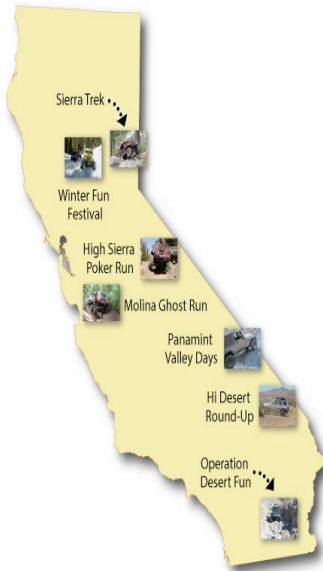 Sierra Trek
Winter Fun
Festival
High Sierra
Poker Run
Molina Ghost Run
Panamint
Valley Days
Hi Desert
Round-Up
Operation
Desert Fun